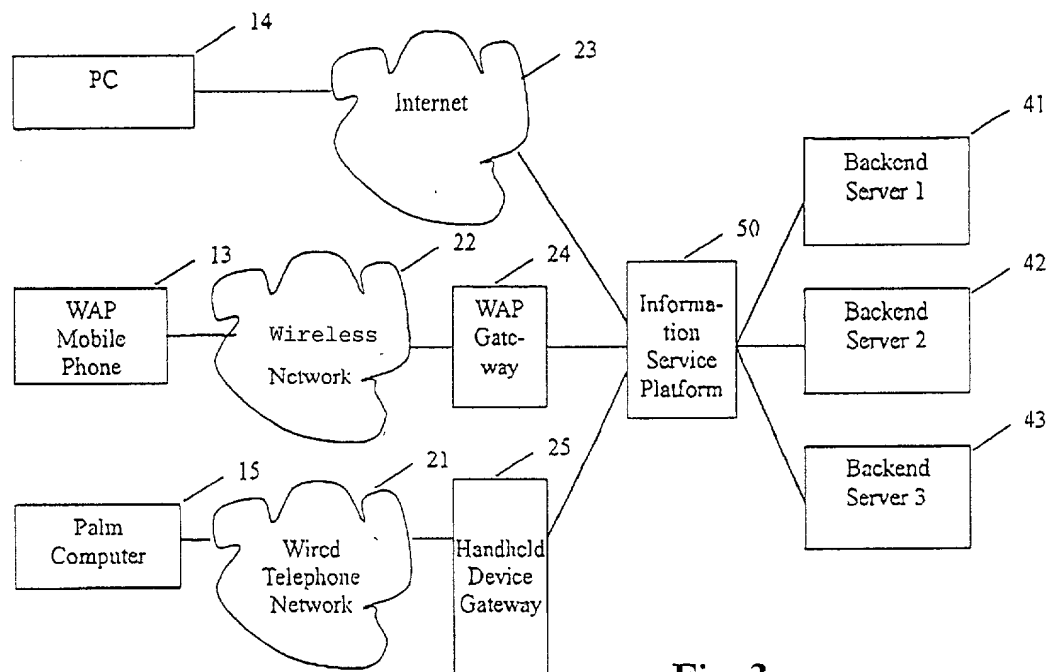 14
PC
23
Internet
41
Backend
Server 1
13
WAP
Mobile
Phone
22
Wireless
Network
24
WAP
Gate-
way
50
Informa-
tion
Service
Platform
42
Backend
Server 2
15
Palm
Computer
21
Wired
Telephone
Network
25
Handheld
Device
Gateway
43
Backend
Server 3